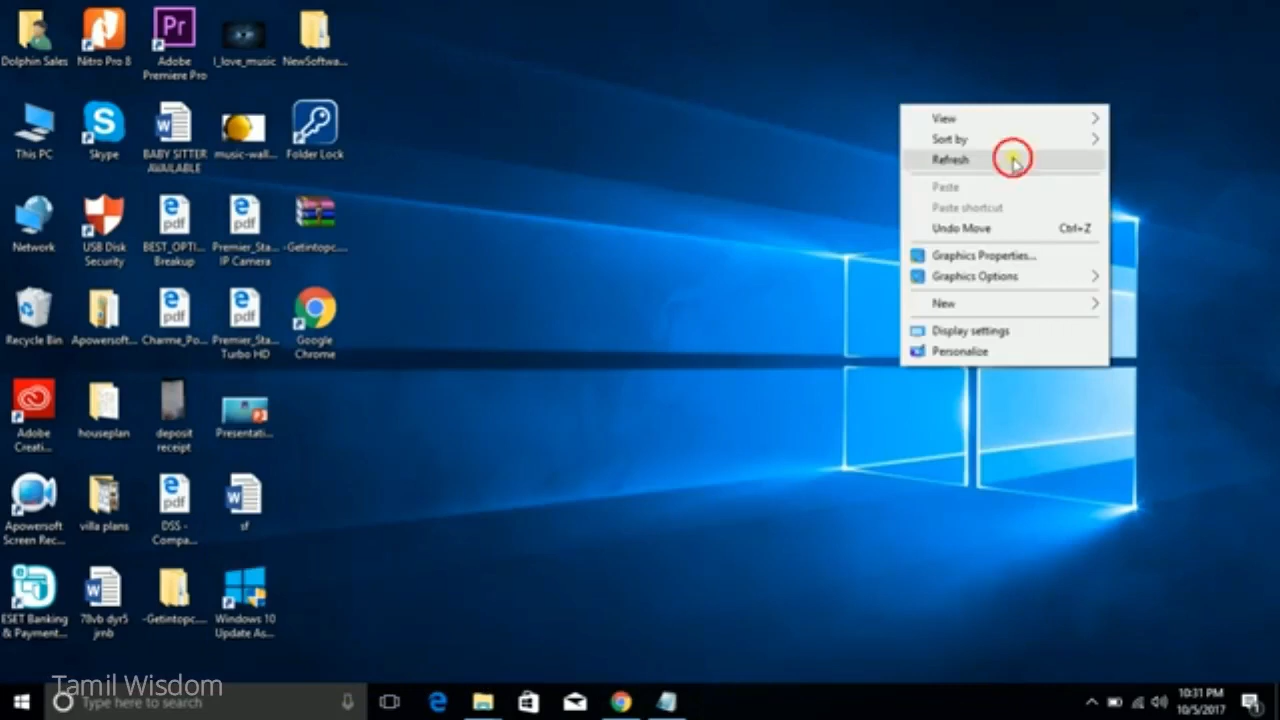 Dolphin Sales
Nitro Pro 8
Adobe
Premiere Pro
I_love_music
NewSoftwa...
This PC
Skype
BABY SITTER
AVAILABLE
music-wall...
Folder Lock
Network
USB Disk
Security
BEST_OPTI...
Breakup
Premier_Sta...
IP Camera
-Getintopc....
Recycle Bin
Apowersoft...
Charme_Po...
Premier_Sta...
Turbo HD
Google
Chrome
Adobe
Creati...
houseplan
deposit
receipt
Presentati...
Apowersoft
Screen Rec...
villa plans
DSS -
Compa...
sf
ESET Banking
& Payment...
78vb dyr5
jrnb
-Getintopc....
Windows 10
Update As...
View
Sort by
Refresh
Paste
Paste shortcut
Undo Move Ctrl+Z
Graphics Properties...
Graphics Options
New
Display settings
Personalize
Tamil Wisdom
Type here to search
10:31 PM
10/5/2017